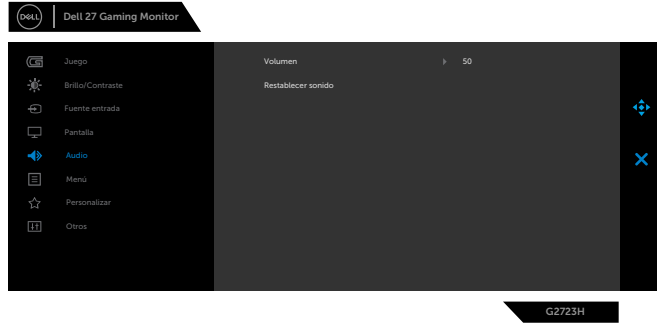 DELL
Dell 27 Gaming Monitor
Juego
Volumen 50
Brillo/Contraste
Restablecer sonido
Fuente entrada
Pantalla
Audio
Menú
Personalizar
Otros
G2723H